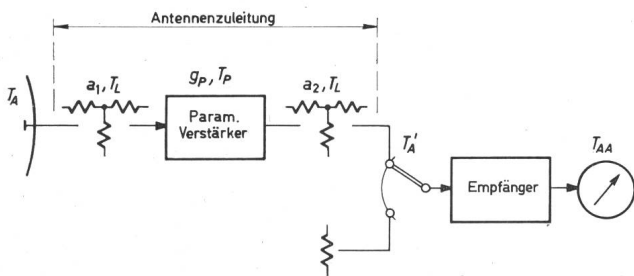 Antennenzuleitung
T_A
a_1, T_L
g_P, T_P
a_2, T_L
Param.
Verstärker
T_A'
Empfänger
T_AA